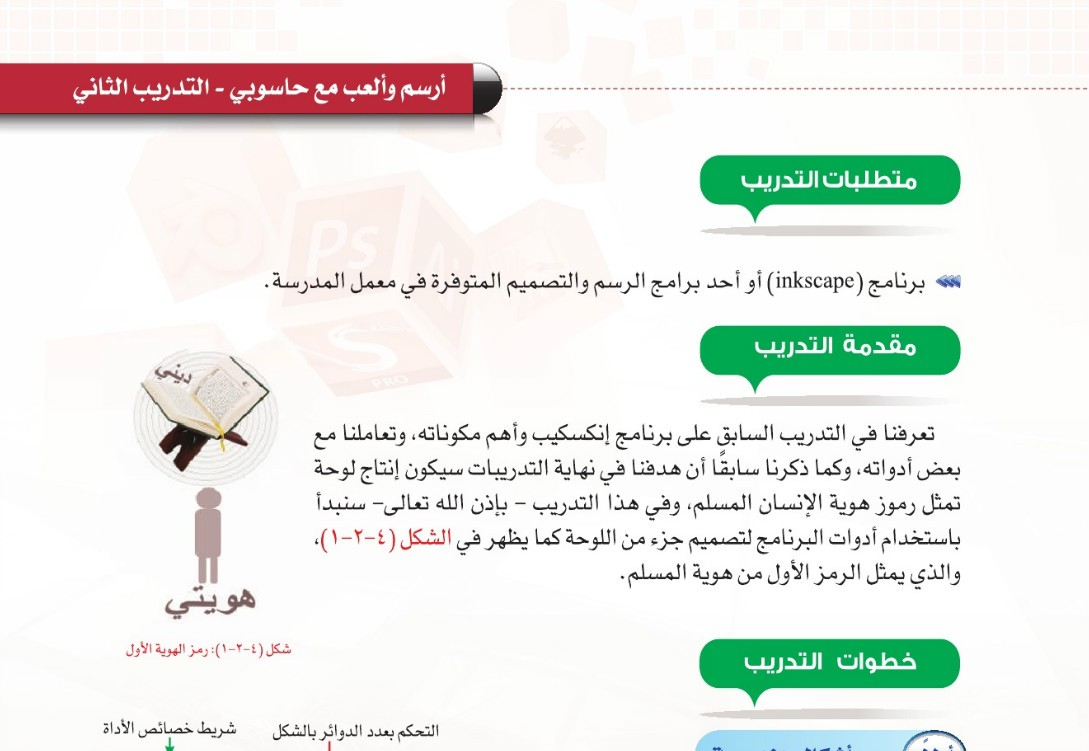 أرسم وألعب مع حاسوبي - التدريب الثاني
متطلبات التدريب
برنامج (inkscape) أو أحد برامج الرسم والتصميم المتوفرة في معمل المدرسة.
مقدمة التدريب
تعرفنا في التدريب السابق على برنامج إنكسكيب وأهم مكوناته، وتعاملنا مع
بعض أدواته، وكما ذكرنا سابقًا أن هدفنا في نهاية التدريبات سيكون إنتاج لوحة
تمثل رموز هوية الإنسان المسلم، وفي هذا التدريب - بإذن الله تعالى- سنبدأ
باستخدام أدوات البرنامج لتصميم جزء من اللوحة كما يظهر في الشكل (٤-٢-١)،
والذي يمثل الرمز الأول من هوية المسلم.
ديني
هويتي
شكل (٤-٢-١): رمز الهوية الأول
خطوات التدريب
التحكم بعدد الدوائر بالشكل
شريط خصائص الأداة
Ps
PRO